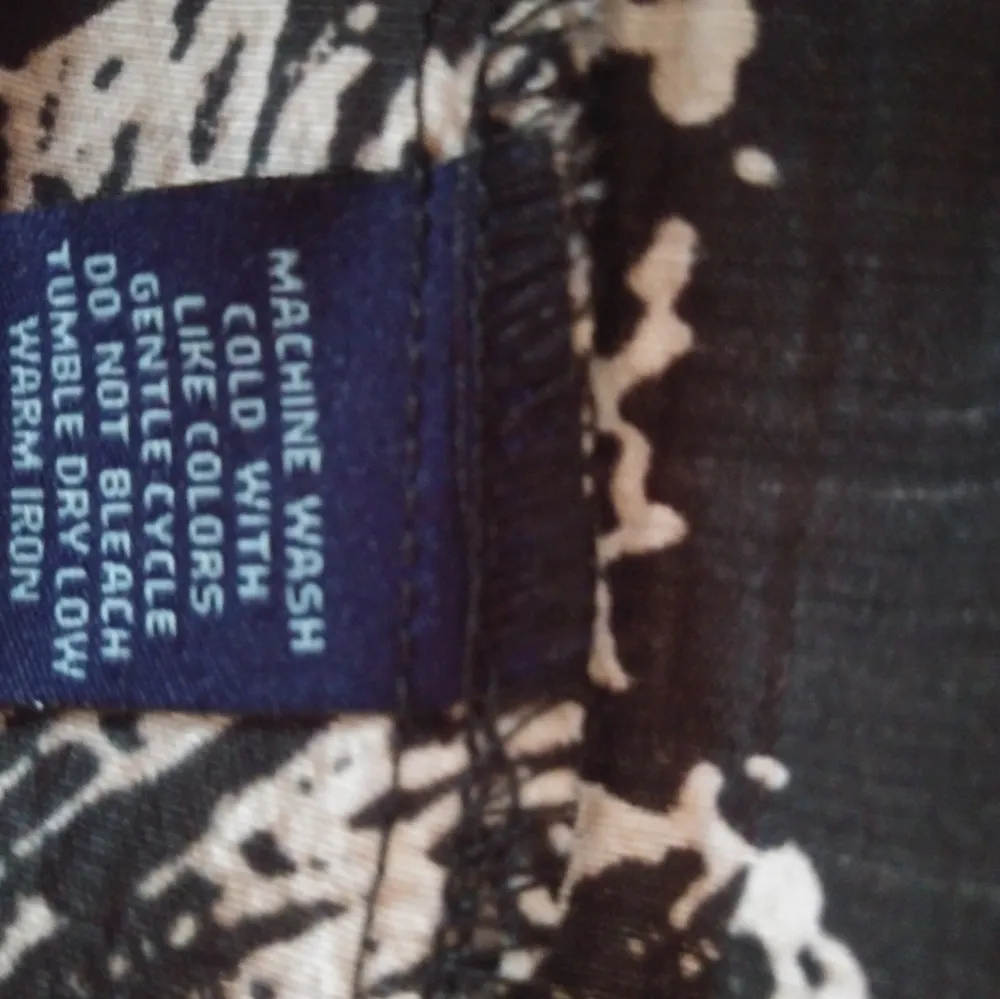 MACHINE WASH
COLD WITH
LIKE COLORS
GENTLE CYCLE
DO NOT BLEACH
TUMBLE DRY LOW
WARM IRON